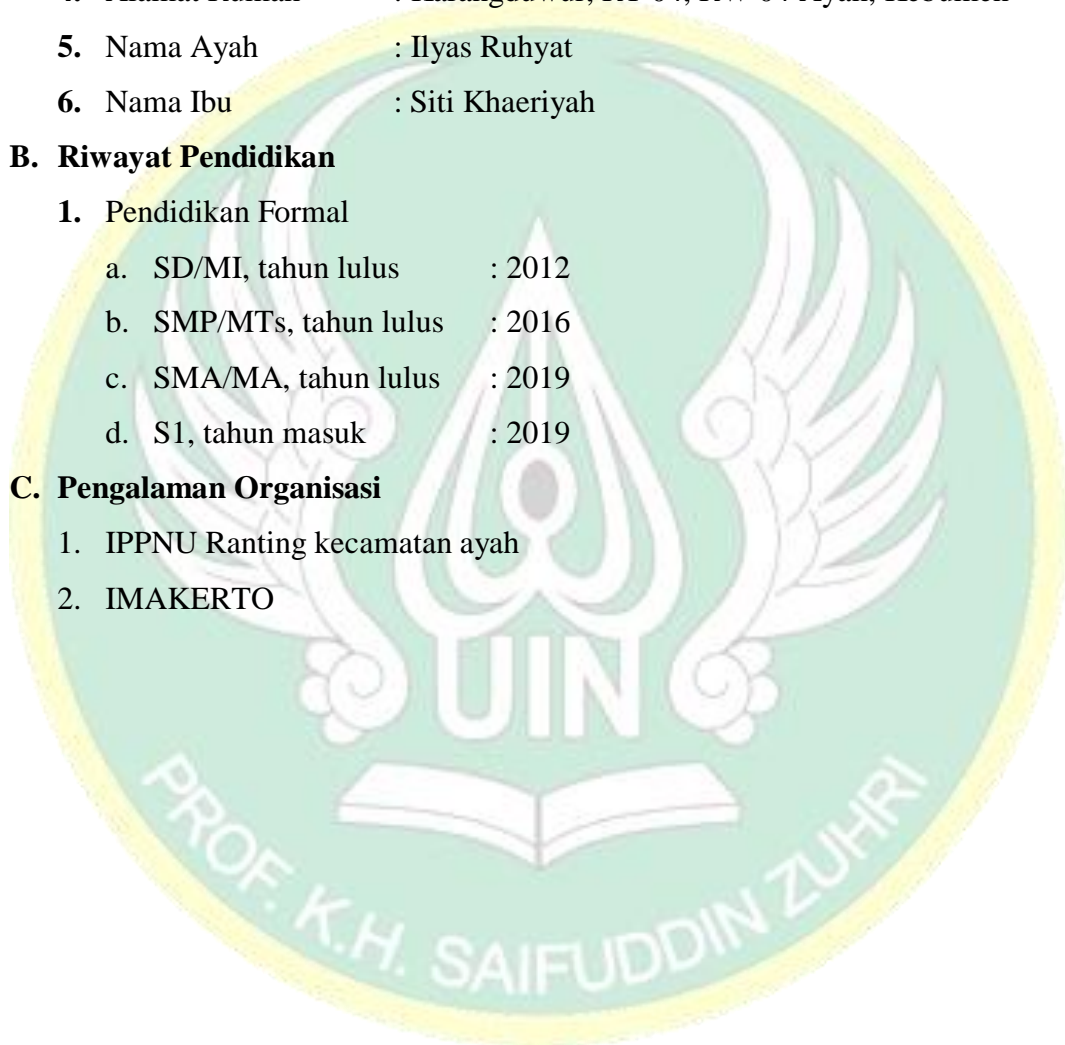 5. Nama Ayah : Ilyas Ruhyat
6. Nama Ibu : Siti Khaeriyah
B. Riwayat Pendidikan
1. Pendidikan Formal
a. SD/MI, tahun lulus : 2012
b. SMP/MTs, tahun lulus : 2016
c. SMA/MA, tahun lulus : 2019
d. S1, tahun masuk : 2019
C. Pengalaman Organisasi
1. IPPNU Ranting kecamatan ayah
2. IMAKERTO
UIN
PROF. K.H. SAIFUDDIN ZUHRI